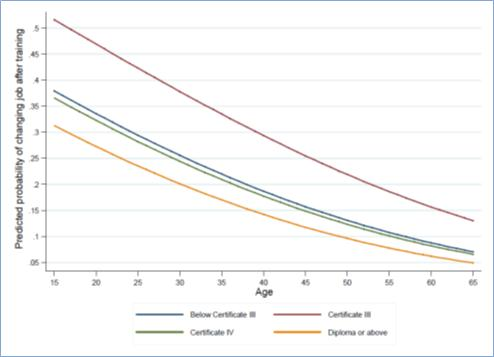 Predicted probability of changing job after training
.5
.45
.4
.35
.3
.25
.2
.15
.1
.05
15 20 25 30 35 40 45 50 55 60 65
Age
Below Certificate III Certificate III
Certificate IV Diploma or above